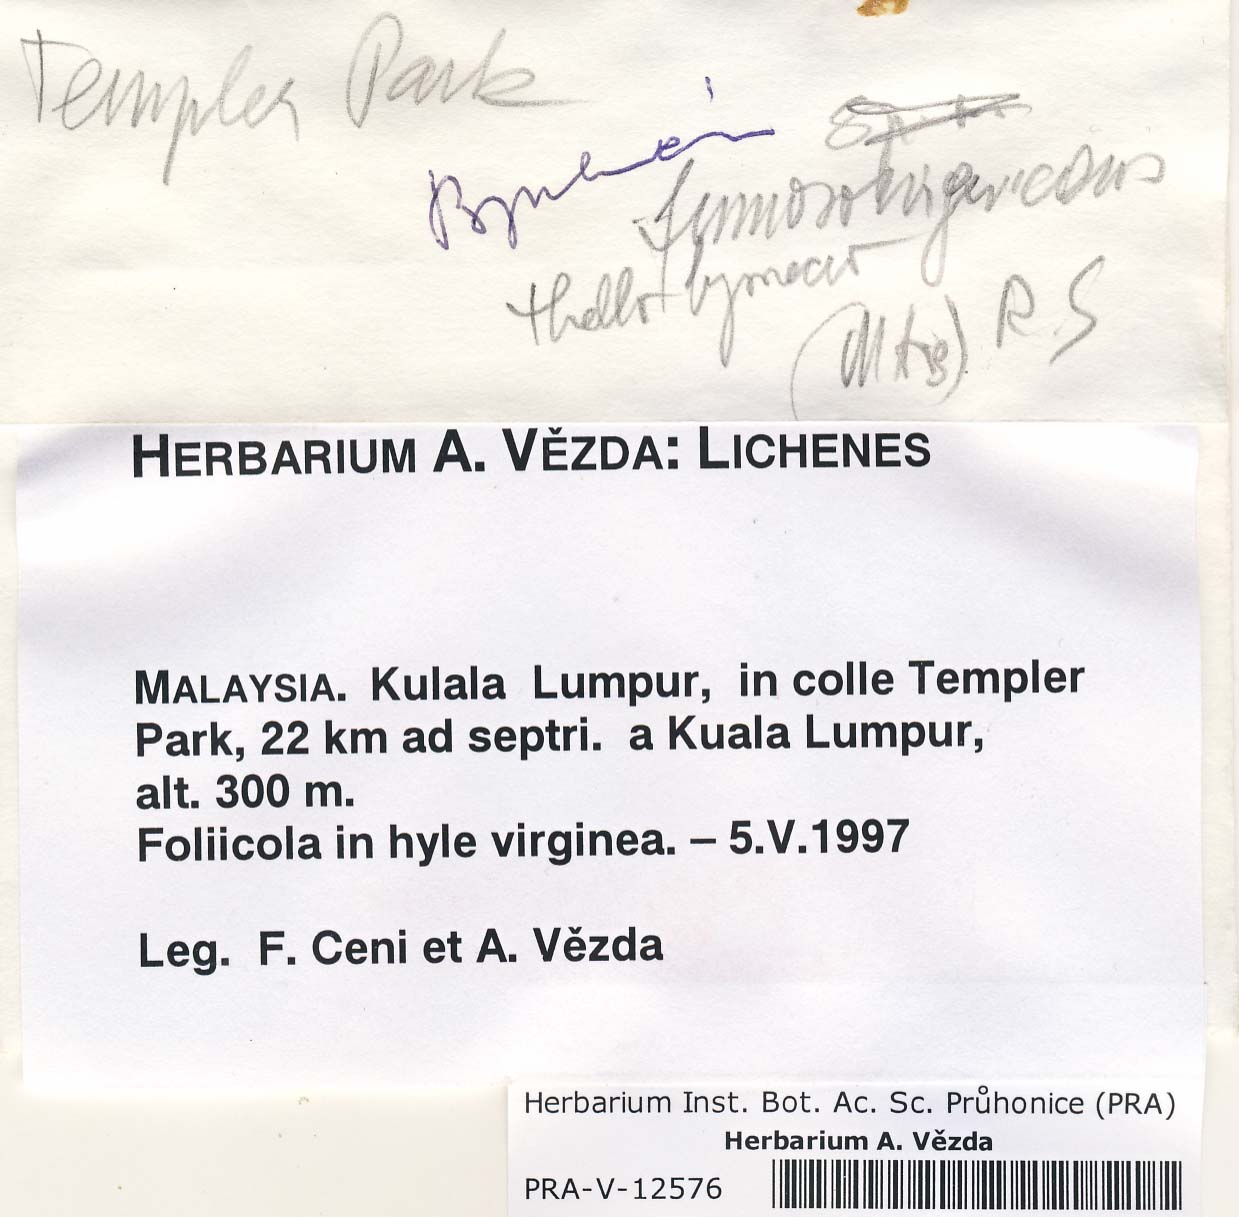 Templer Park
HERBARIUM A. VĚZDA: LICHENES
MALAYSIA. Kulala Lumpur, in colle Templer
Park, 22 km ad septri. a Kuala Lumpur,
alt. 300 m.
Foliicola in hyle virginea. – 5.V.1997
Leg. F. Ceni et A. Vězda
Herbarium Inst. Bot. Ac. Sc. Průhonice (PRA)
Herbarium A. Vězda
PRA-V-12576